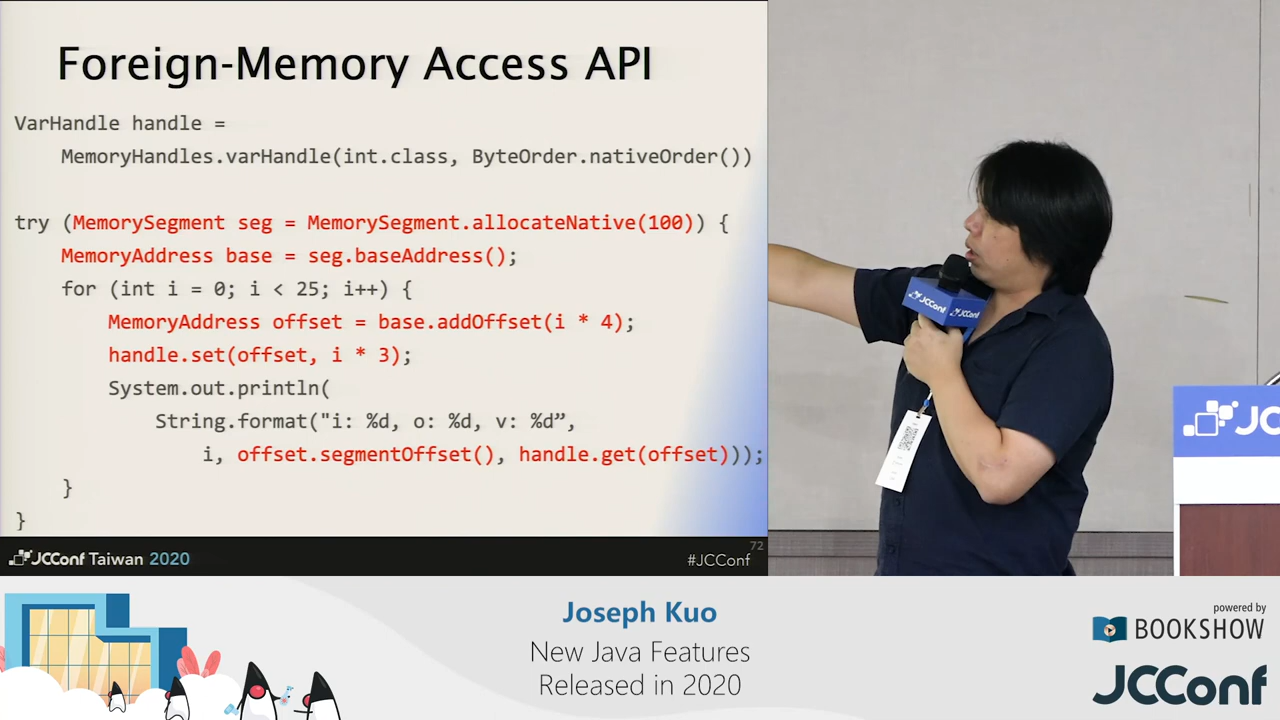 Foreign-Memory Access API
VarHandle handle =
MemoryHandles.varHandle(int.class, ByteOrder.nativeOrder())
try (MemorySegment seg = MemorySegment.allocateNative(100)) {
MemoryAddress base = seg.baseAddress();
for (int i = 0; i < 25; i++) {
MemoryAddress offset = base.addOffset(i * 4);
handle.set(offset, i * 3);
System.out.println(
String.format("i: %d, o: %d, v: %d”,
i, offset.segmentOffset(), handle.get(offset)));
}
}
JCConf Taiwan 2020
72
#JCConf
JCConf
JCConf
JC
Joseph Kuo
New Java Features
Released in 2020
powered by
BOOKSHOW
JCConf